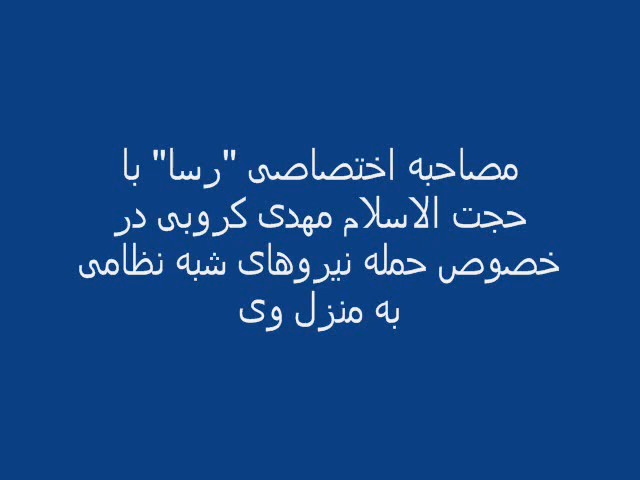 مصاحبه اختصاصی "رسا" با
حجت الاسلام مهدی کروبی در
خصوص حمله نیروهای شبه نظامی
به منزل وی